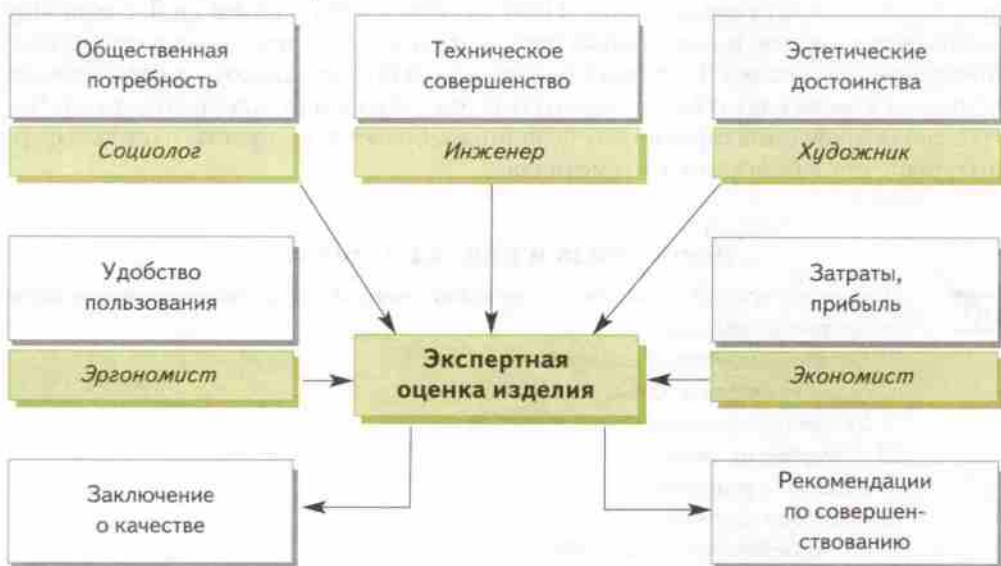 Общественная
потребность
Социолог
Техническое
совершенство
Инженер
Эстетические
достоинства
Художник
Удобство
пользования
Эргономист
Экспертная
оценка изделия
Затраты,
прибыль
Экономист
Заключение
о качестве
Рекомендации
по совершен-
ствованию